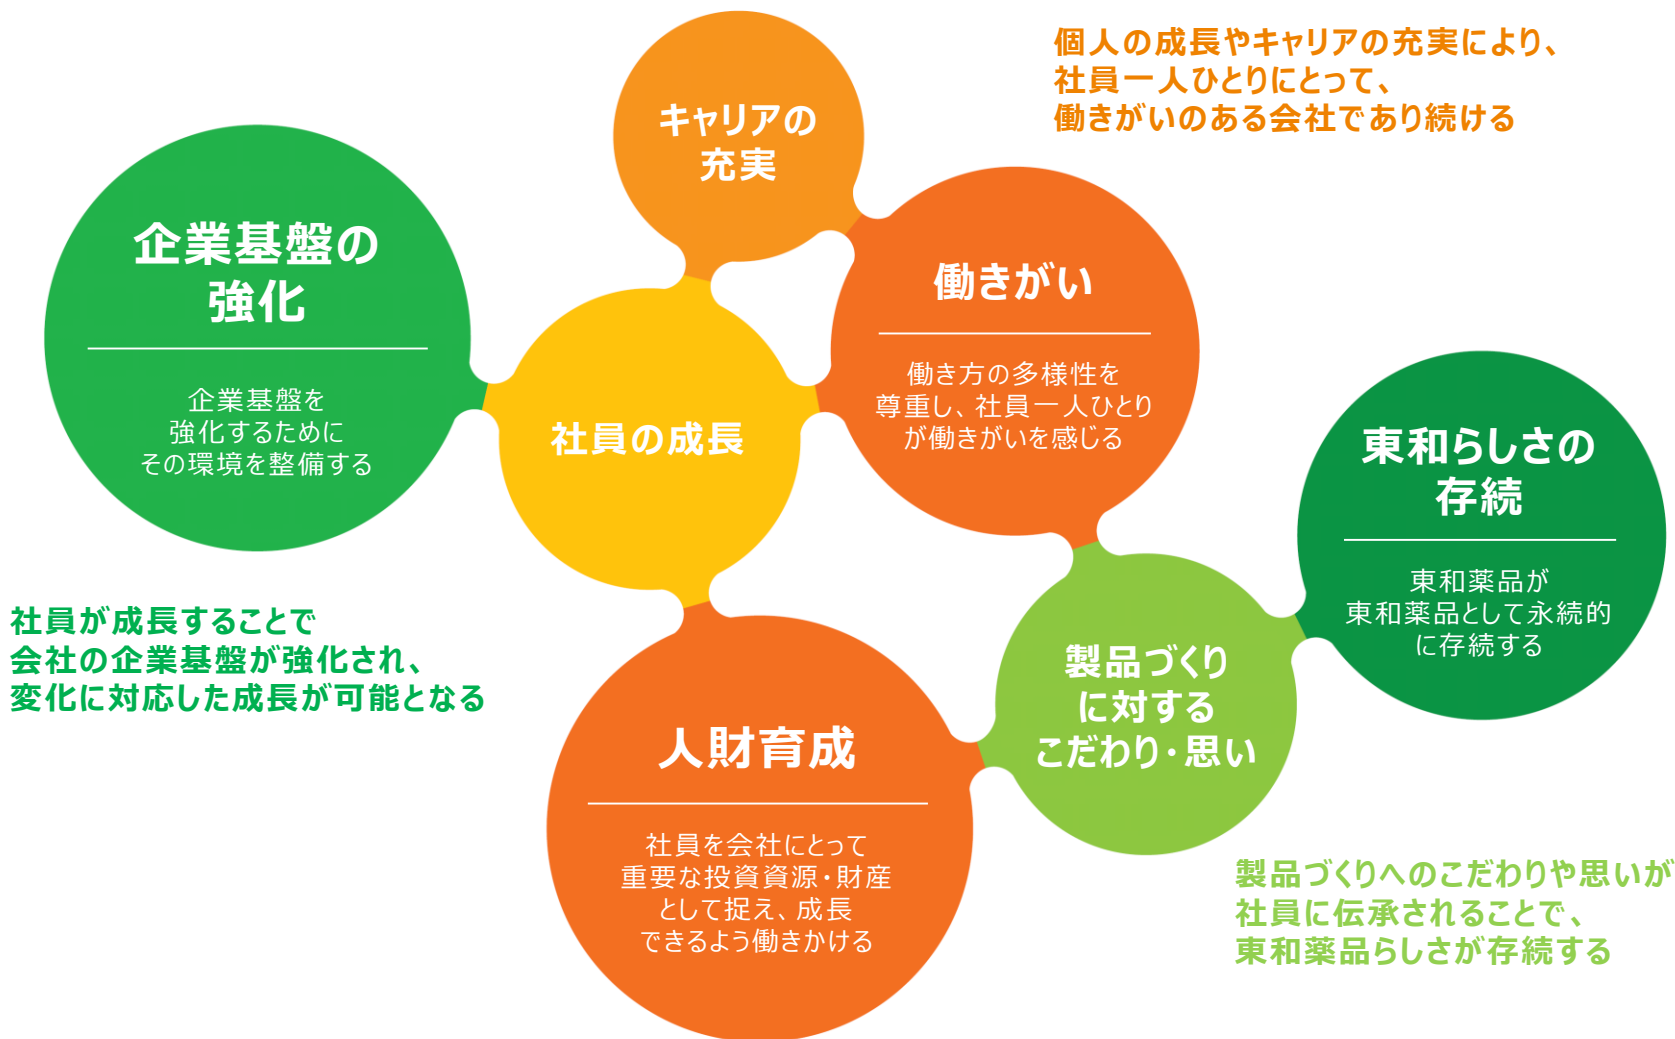 個人の成長やキャリアの充実により、
社員一人ひとりにとって、
働きがいのある会社であり続ける
キャリアの
充実
企業基盤の
強化
企業基盤を
強化するために
その環境を整備する
働きがい
働き方の多様性を
尊重し、社員一人ひとり
が働きがいを感じる
社員の成長
東和らしさの
存続
東和薬品が
東和薬品として永続的
に存続する
社員が成長することで
会社の企業基盤が強化され、
変化に対応した成長が可能となる
製品づくり
に対する
こだわり・思い
人財育成
社員を会社にとって
重要な投資資源・財産
として捉え、成長
できるよう働きかける
製品づくりへのこだわりや思いが
社員に伝承されることで、
東和薬品らしさが存続する